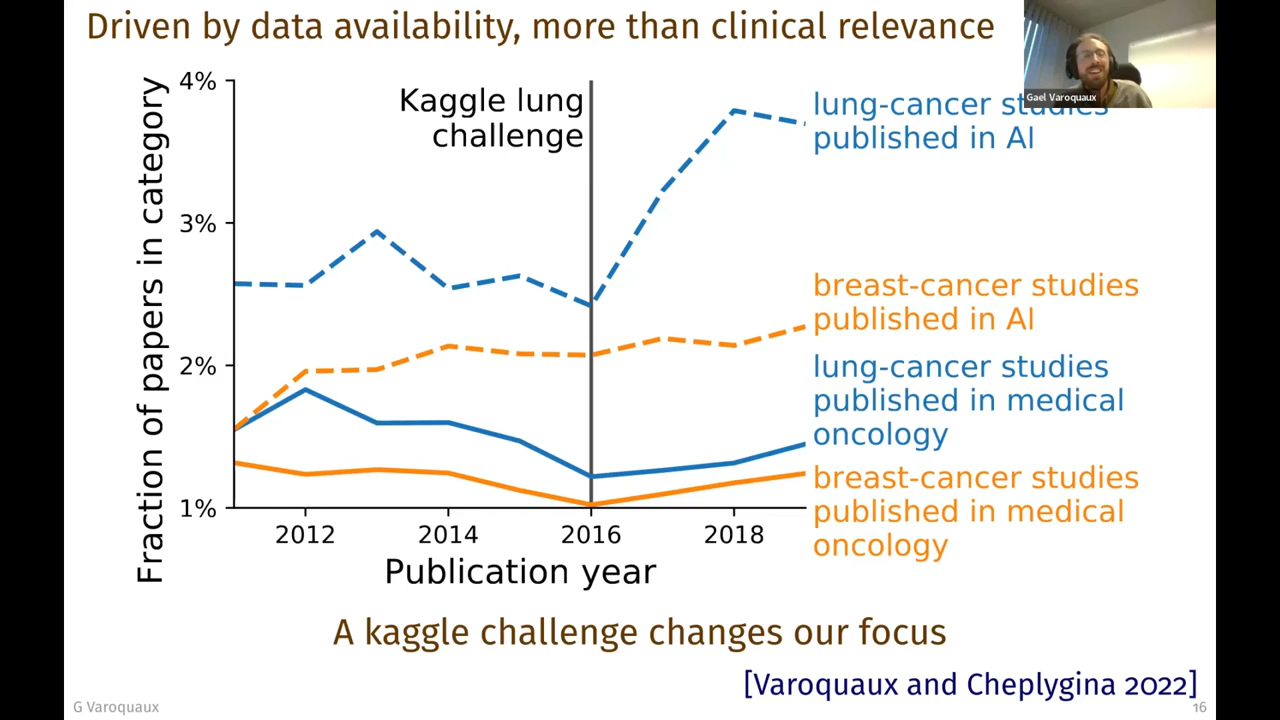 Driven by data availability, more than clinical relevance
Gael Varoquaux
4%
3%
2%
1%
Fraction of papers in category
Kaggle lung
challenge
lung-cancer studies
published in AI
breast-cancer studies
published in AI
lung-cancer studies
published in medical
oncology
breast-cancer studies
published in medical
oncology
2012 2014 2016 2018
Publication year
A kaggle challenge changes our focus
[Varoquaux and Cheplygina 2022]
G Varoquaux
16